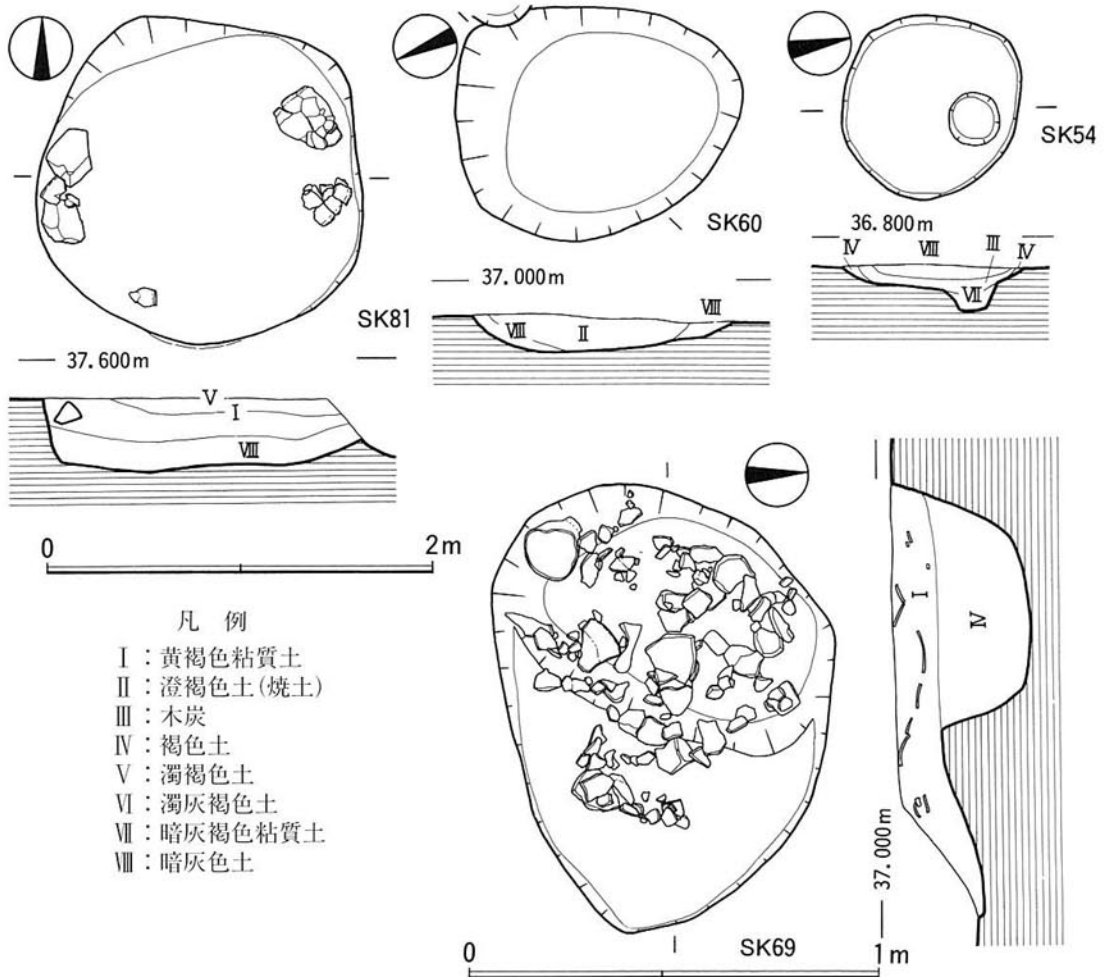 SK81
37.600m
V
I
VIII
0 2m
SK60
37.000m
VIII II VIII
SK54
36.800m
IV VIII III IV
VII
凡例
I：黄褐色粘質土
II：澄褐色土(焼土)
III：木炭
IV：褐色土
V：濁褐色土
VI：濁灰褐色土
VII：暗灰褐色粘質土
VIII：暗灰色土
I
IV
37.000m
SK69
0 1m